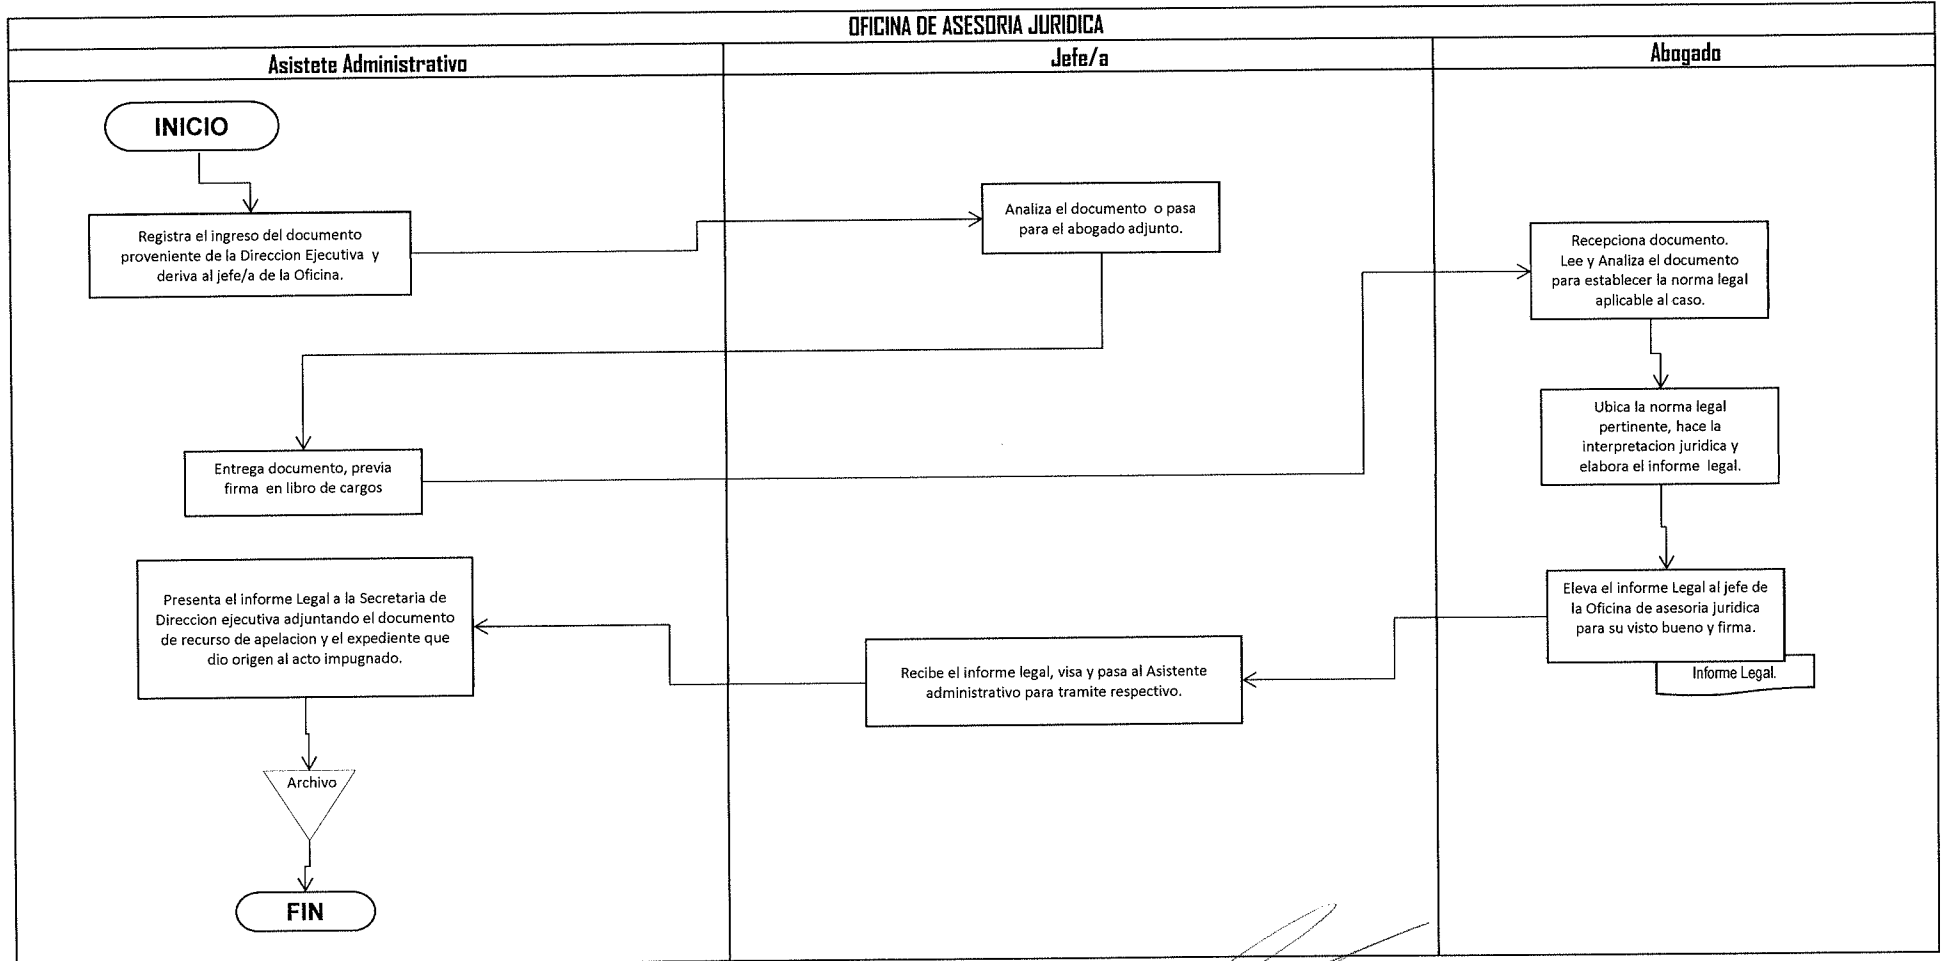 OFICINA DE ASESORIA JURIDICA
Asistete Administrativo
Jefe/a
Abogado
INICIO
Registra el ingreso del documento
proveniente de la Direccion Ejecutiva y
deriva al jefe/a de la Oficina.
Analiza el documento o pasa
para el abogado adjunto.
Recepciona documento.
Lee y Analiza el documento
para establecer la norma legal
aplicable al caso.
Entrega documento, previa
firma en libro de cargos
Ubica la norma legal
pertinente, hace la
interpretacion juridica y
elabora el informe legal.
Presenta el informe Legal a la Secretaria de
Direccion ejecutiva adjuntando el documento
de recurso de apelacion y el expediente que
dio origen al acto impugnado.
Recibe el informe legal, visa y pasa al Asistente
administrativo para tramite respectivo.
Eleva el informe Legal al jefe de
la Oficina de asesoria juridica
para su visto bueno y firma.
Informe Legal.
Archivo
FIN